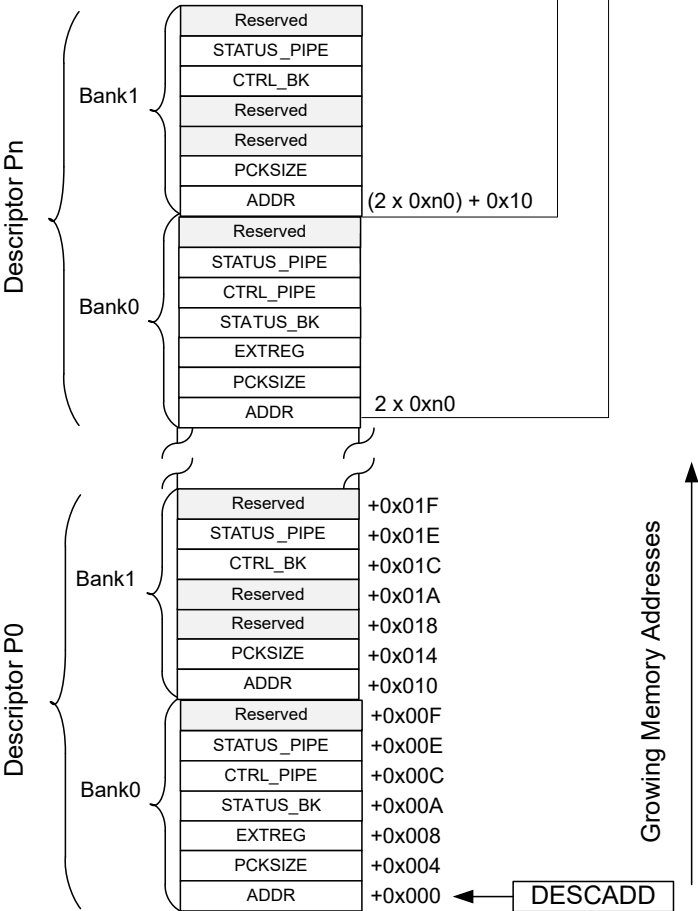 Descriptor Pn
Bank1
Reserved
STATUS_PIPE
CTRL_BK
Reserved
Reserved
PCKSIZE
ADDR (2 x 0xn0) + 0x10
Bank0
Reserved
STATUS_PIPE
CTRL_PIPE
STATUS_BK
EXTREG
PCKSIZE
ADDR 2 x 0xn0
Descriptor P0
Bank1
Reserved +0x01F
STATUS_PIPE +0x01E
CTRL_BK +0x01C
Reserved +0x01A
Reserved +0x018
PCKSIZE +0x014
ADDR +0x010
Bank0
Reserved +0x00F
STATUS_PIPE +0x00E
CTRL_PIPE +0x00C
STATUS_BK +0x00A
EXTREG +0x008
PCKSIZE +0x004
ADDR +0x000 DESCADD
Growing Memory Addresses